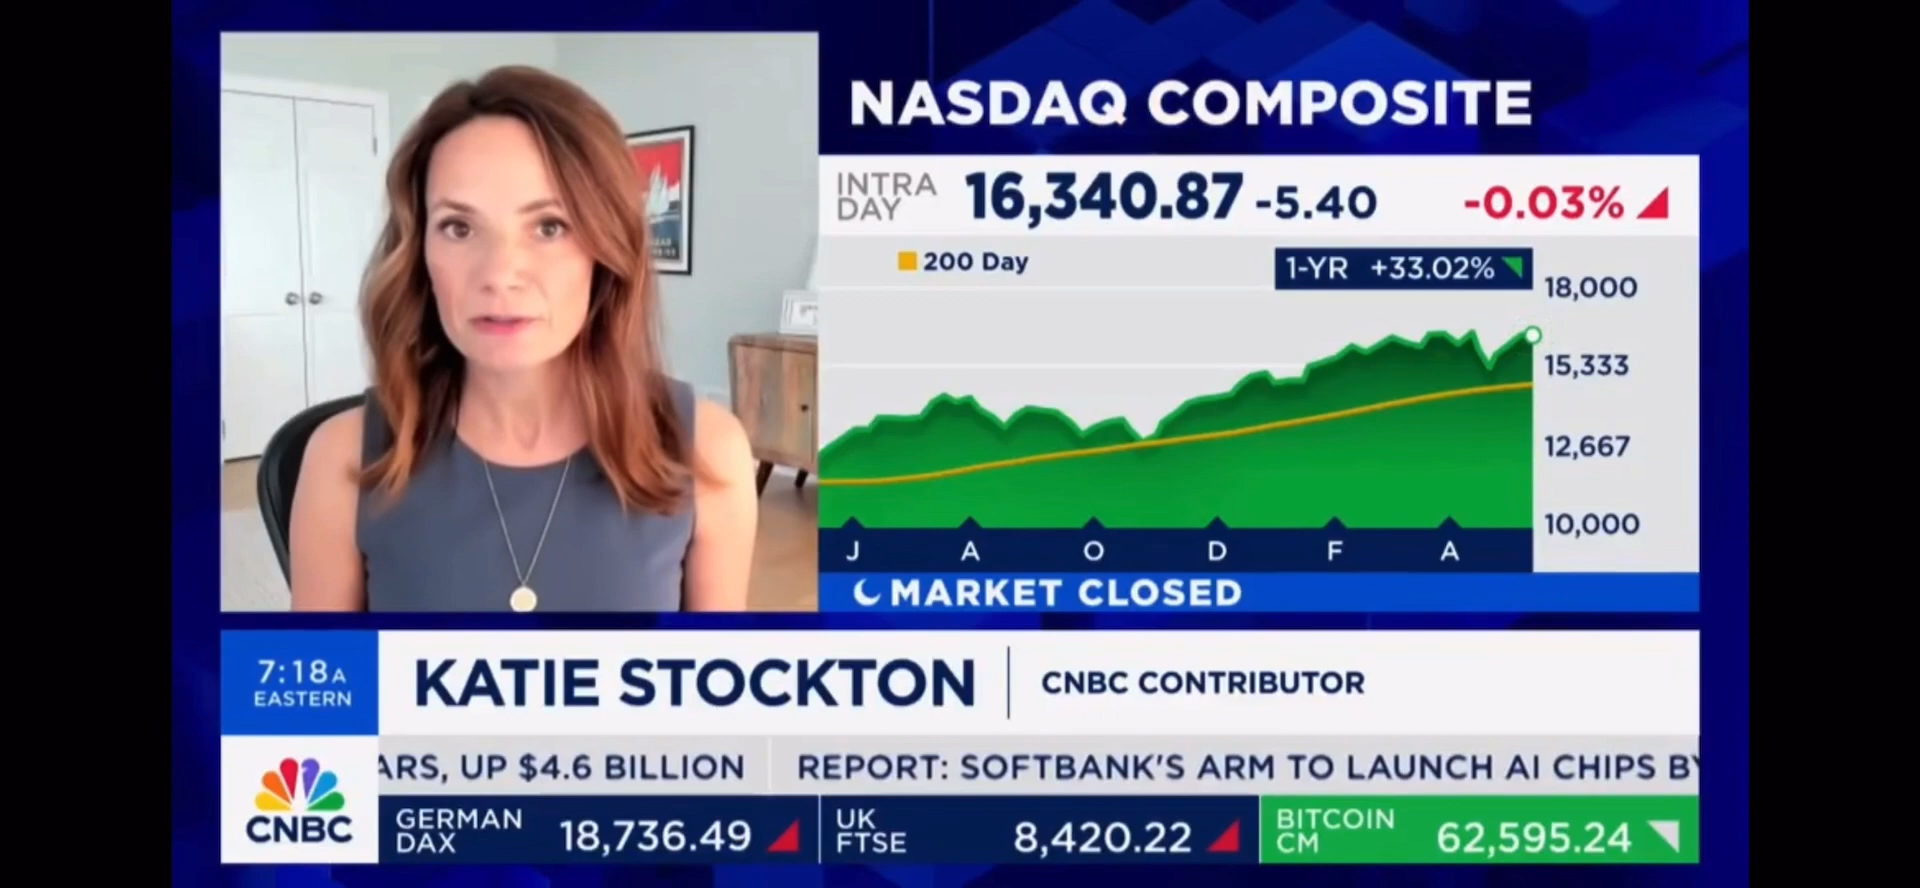 NASDAQ COMPOSITE
INTRA DAY 16,340.87 -5.40 -0.03%
200 Day
1-YR +33.02%
18,000
15,333
12,667
10,000
J A O D F A
MARKET CLOSED
7:18A EASTERN
KATIE STOCKTON
CNBC CONTRIBUTOR
ARS, UP $4.6 BILLION
REPORT: SOFTBANK'S ARM TO LAUNCH AI CHIPS BY
CNBC
GERMAN DAX 18,736.49
UK FTSE 8,420.22
BITCOIN CM 62,595.24